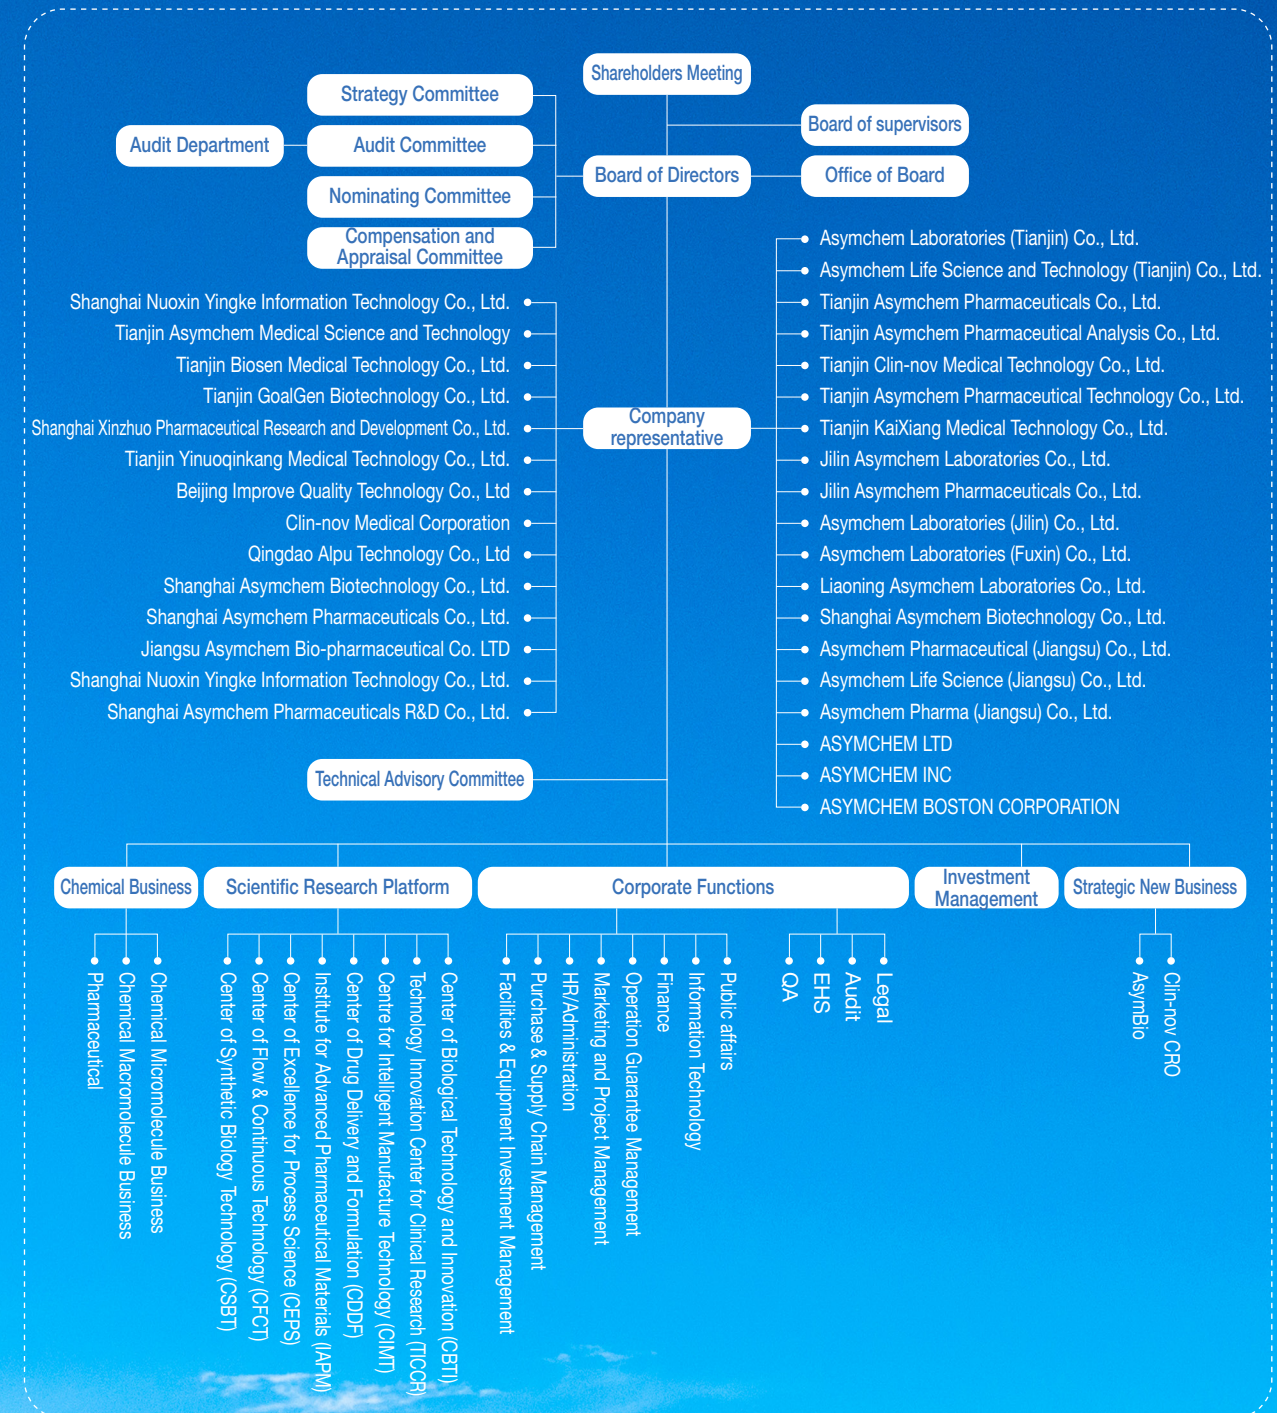 Shareholders Meeting
Strategy Committee
Board of supervisors
Audit Department
Audit Committee
Board of Directors
Office of Board
Nominating Committee
Compensation and
Appraisal Committee
Shanghai Nuoxin Yingke Information Technology Co., Ltd.
Tianjin Asymchem Medical Science and Technology
Tianjin Biosen Medical Technology Co., Ltd.
Tianjin GoalGen Biotechnology Co., Ltd.
Shanghai Xinzhuo Pharmaceutical Research and Development Co., Ltd.
Tianjin Yinuoqinkang Medical Technology Co., Ltd.
Beijing Improve Quality Technology Co., Ltd
Clin-nov Medical Corporation
Qingdao Alpu Technology Co., Ltd
Shanghai Asymchem Biotechnology Co., Ltd.
Shanghai Asymchem Pharmaceuticals Co., Ltd.
Jiangsu Asymchem Bio-pharmaceutical Co. LTD
Shanghai Nuoxin Yingke Information Technology Co., Ltd.
Shanghai Asymchem Pharmaceuticals R&D Co., Ltd.
Company
representative
Asymchem Laboratories (Tianjin) Co., Ltd.
Asymchem Life Science and Technology (Tianjin) Co., Ltd.
Tianjin Asymchem Pharmaceuticals Co., Ltd.
Tianjin Asymchem Pharmaceutical Analysis Co., Ltd.
Tianjin Clin-nov Medical Technology Co., Ltd.
Tianjin Asymchem Pharmaceutical Technology Co., Ltd.
Tianjin KaiXiang Medical Technology Co., Ltd.
Jilin Asymchem Laboratories Co., Ltd.
Jilin Asymchem Pharmaceuticals Co., Ltd.
Asymchem Laboratories (Jilin) Co., Ltd.
Asymchem Laboratories (Fuxin) Co., Ltd.
Liaoning Asymchem Laboratories Co., Ltd.
Shanghai Asymchem Biotechnology Co., Ltd.
Asymchem Pharmaceutical (Jiangsu) Co., Ltd.
Asymchem Life Science (Jiangsu) Co., Ltd.
Asymchem Pharma (Jiangsu) Co., Ltd.
ASYMCHEM LTD
ASYMCHEM INC
ASYMCHEM BOSTON CORPORATION
Technical Advisory Committee
Chemical Business
Scientific Research Platform
Corporate Functions
Investment
Management
Strategic New Business
Pharmaceutical
Chemical Macromolecule Business
Chemical Micromolecule Business
Center of Synthetic Biology Technology (CSBT)
Center of Flow & Continuous Technology (CFCT)
Center of Excellence for Process Science (CEPS)
Institute for Advanced Pharmaceutical Materials (IAPM)
Center of Drug Delivery and Formulation (CDDF)
Centre for Intelligent Manufacture Technology (CIMT)
Technology Innovation Center for Clinical Research (TICCR)
Center of Biological Technology and Innovation (CBTI)
Facilities & Equipment Investment Management
Purchase & Supply Chain Management
HR/Administration
Marketing and Project Management
Operation Guarantee Management
Finance
Information Technology
Public affairs
QA
EHS
Audit
Legal
AsymBio
Clin-nov CRO